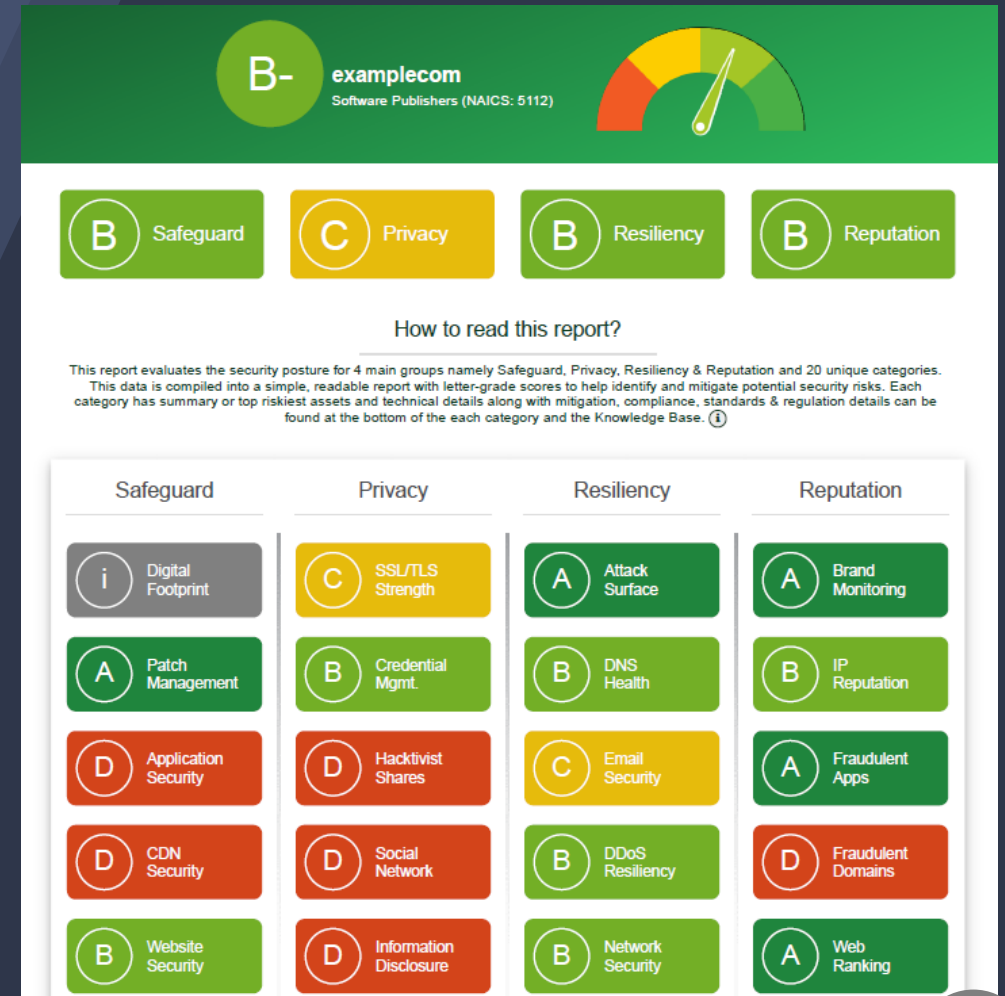 B-
examplecom
Software Publishers (NAICS: 5112)
B Safeguard
C Privacy
B Resiliency
B Reputation
How to read this report?
This report evaluates the security posture for 4 main groups namely Safeguard, Privacy, Resiliency & Reputation and 20 unique categories.
This data is compiled into a simple, readable report with letter-grade scores to help identify and mitigate potential security risks. Each
category has summary or top riskiest assets and technical details along with mitigation, compliance, standards & regulation details can be
found at the bottom of the each category and the Knowledge Base. i
Safeguard
i
Digital
Footprint
A
Patch
Management
D
Application
Security
D
CDN
Security
B
Website
Security
Privacy
C
SSL/TLS
Strength
B
Credential
Mgmt.
D
Hacktivist
Shares
D
Social
Network
D
Information
Disclosure
Resiliency
A
Attack
Surface
B
DNS
Health
C
Email
Security
B
DDoS
Resiliency
B
Network
Security
Reputation
A
Brand
Monitoring
B
IP
Reputation
A
Fraudulent
Apps
D
Fraudulent
Domains
A
Web
Ranking